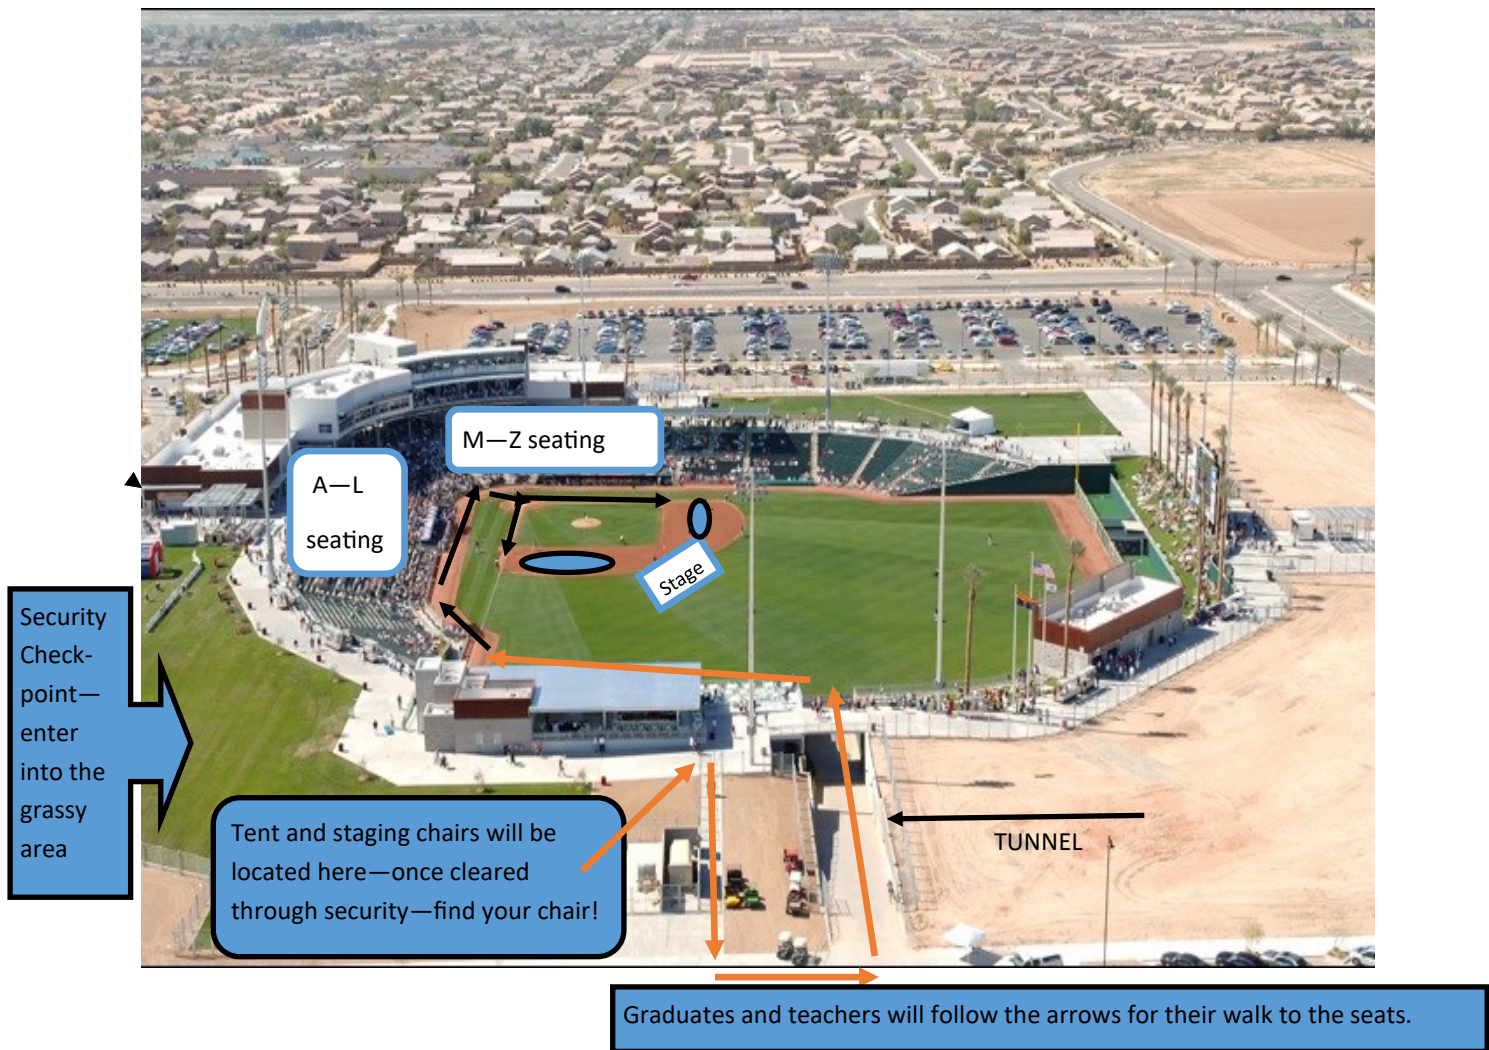 M—Z seating
A—L
seating
Stage
Security
Check-
point—
enter
into the
grassy
area
Tent and staging chairs will be
located here—once cleared
through security—find your chair!
TUNNEL
Graduates and teachers will follow the arrows for their walk to the seats.